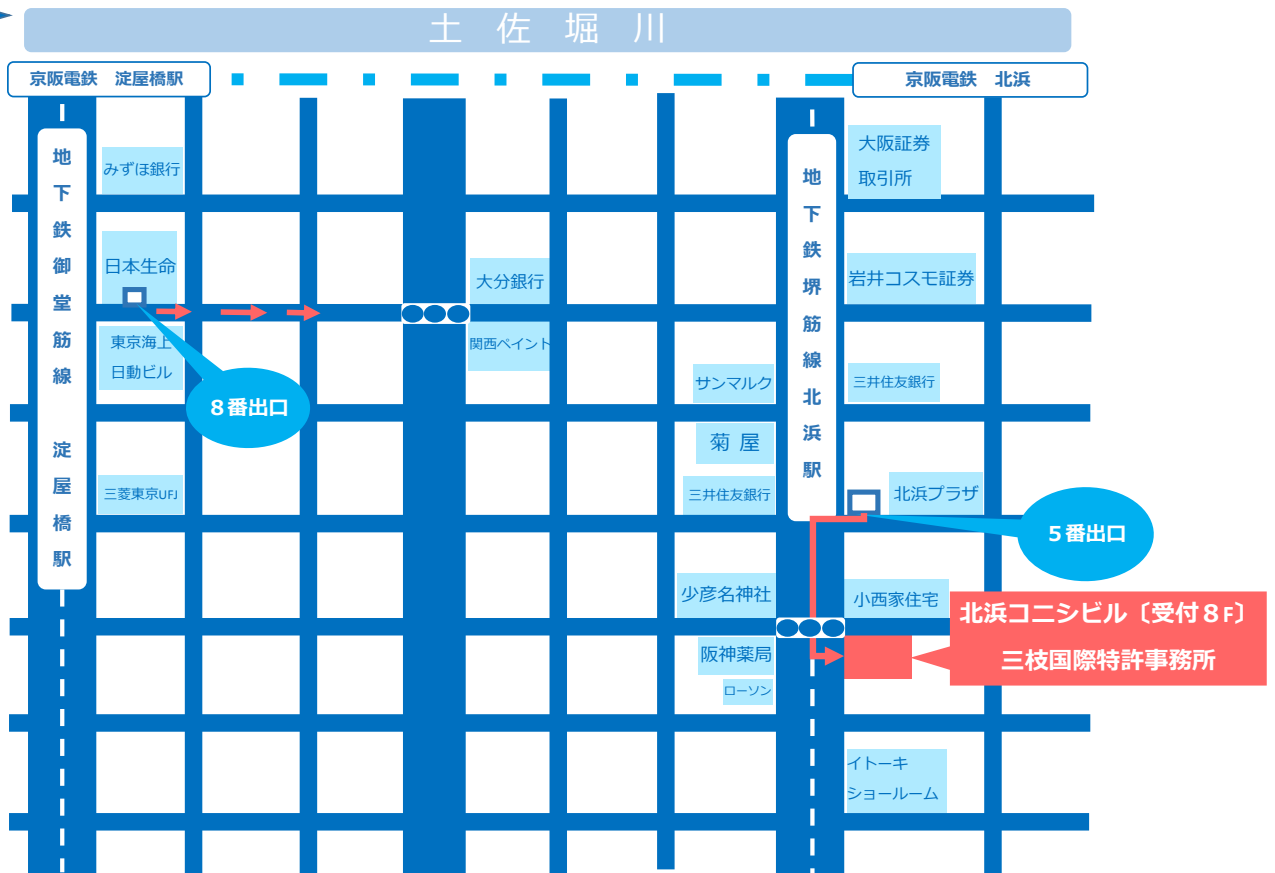 土佐堀川
京阪電鉄 淀屋橋駅
京阪電鉄 北浜
地下鉄御堂筋線 淀屋橋駅
みずほ銀行
日本生命
東京海上
日動ビル
8番出口
三菱東京UFJ
大分銀行
関西ペイント
サンマルク
菊屋
三井住友銀行
少彦名神社
阪神薬局
ローソン
地下鉄堺筋線北浜駅
大阪証券
取引所
岩井コスモ証券
三井住友銀行
北浜プラザ
5番出口
小西家住宅
北浜コニシビル〔受付8F〕
三枝国際特許事務所
イトーキ
ショールーム